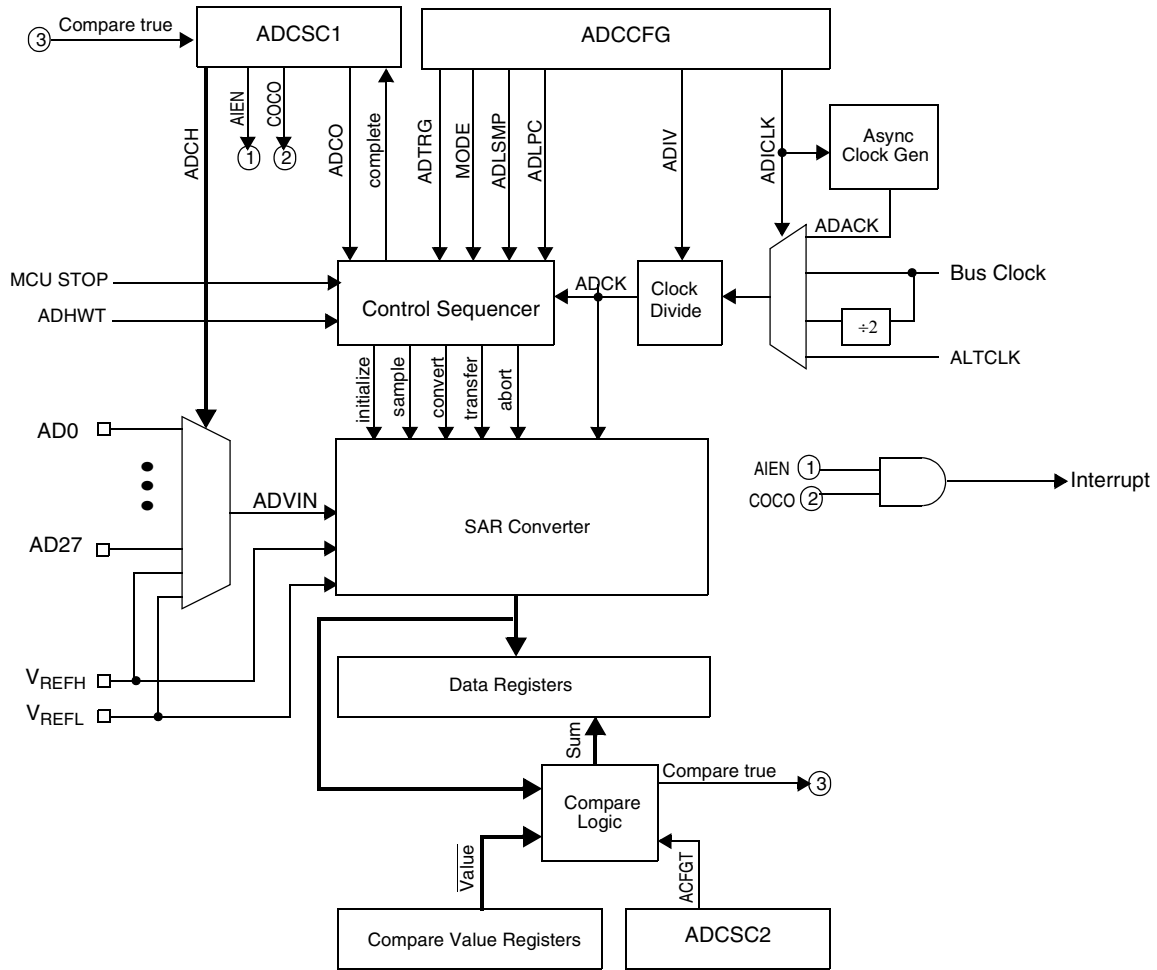 3 Compare true
ADCSC1
ADCCFG
ADCH
AIEN
COCO
ADCO
complete
ADTRG
MODE
ADLSMP
ADLPC
ADIV
ADICLK
Async
Clock Gen
1
2
ADACK
MCU STOP
ADHWT
Control Sequencer
ADCK
Clock
Divide
Bus Clock
÷2
ALTCLK
initialize
sample
convert
transfer
abort
AD0
AD27
ADVIN
SAR Converter
AIEN 1
COCO 2
Interrupt
VREFH
VREFL
Data Registers
Sum
Compare true
3
Compare
Logic
Value
ACFGT
Compare Value Registers
ADCSC2